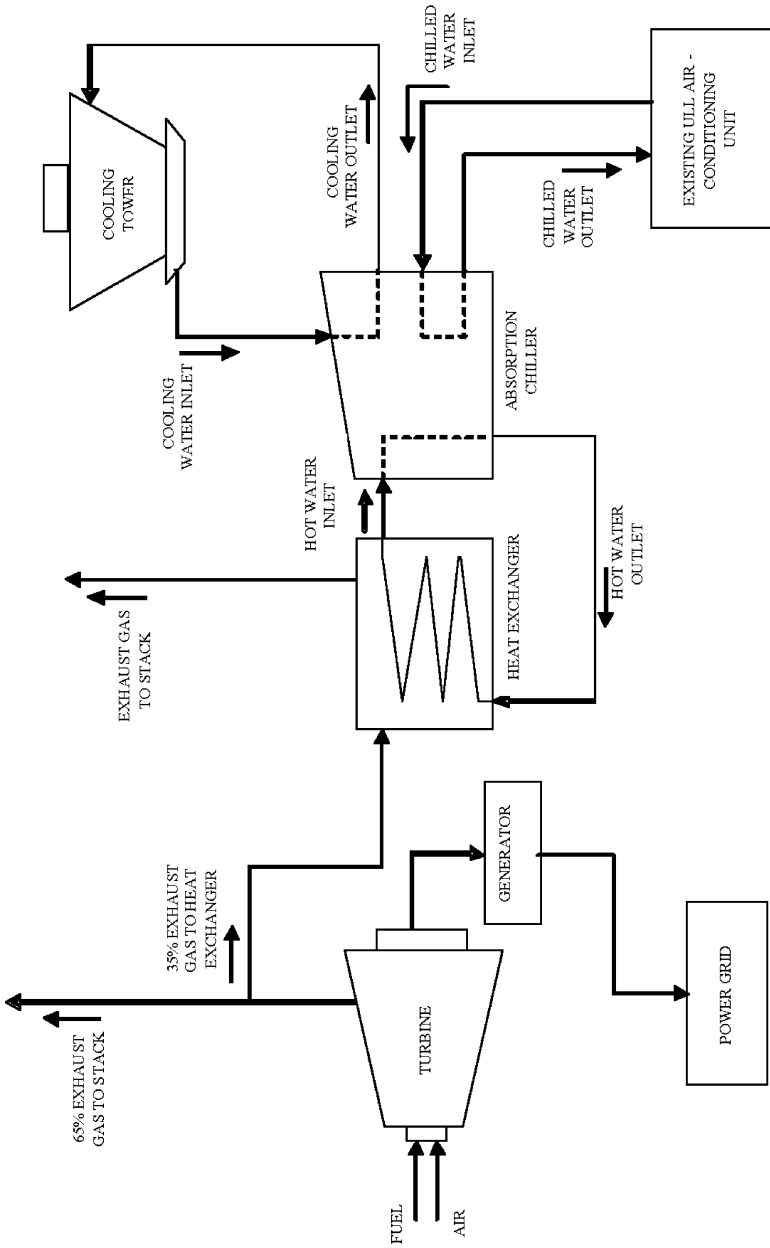 FUEL
AIR
TURBINE
65% EXHAUST
GAS TO STACK
35% EXHAUST
GAS TO HEAT
EXCHANGER
GENERATOR
POWER GRID
EXHAUST GAS
TO STACK
HEAT EXCHANGER
HOT WATER
INLET
HOT WATER
OUTLET
ABSORPTION
CHILLER
COOLING
WATER INLET
COOLING
TOWER
COOLING
WATER OUTLET
CHILLED
WATER
INLET
CHILLED
WATER
OUTLET
EXISTING ULL AIR -
CONDITIONING
UNIT